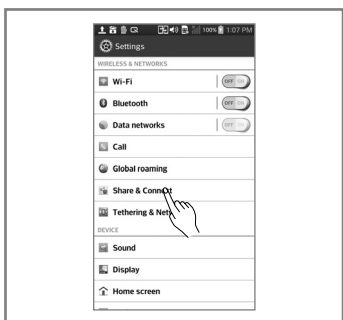 100% 1:07 PM
Settings
WIRELESS & NETWORKS
Wi-Fi
OFF ON
Bluetooth
OFF ON
Data networks
OFF ON
Call
Global roaming
Share & Connect
Tethering &
DEVICE
Sound
Display
Home screen